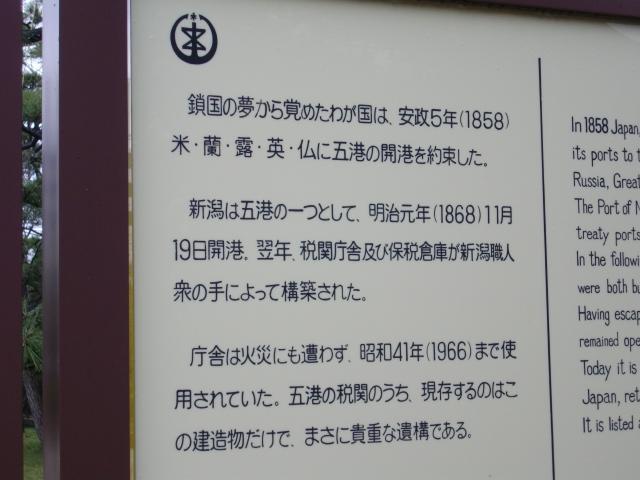 鎖国の夢から覚めたわが国は、安政5年(1858)
米・蘭・露・英・仏に五港の開港を約束した。
新潟は五港の一つとして、明治元年(1868)11月
19日開港。翌年、税関庁舎及び保税倉庫が新潟職人
衆の手によって構築された。
庁舎は火災にも遭わず、昭和41年(1966)まで使
用されていた。五港の税関のうち、現存するのはこ
の建造物だけで、まさに貴重な遺構である。
In 1858 Japan,
its ports to t
Russia, Great
The Port of N
treaty ports
In the followi
were both bu
Having escap
remained ope
Today it is
Japan, ret
It is listed a